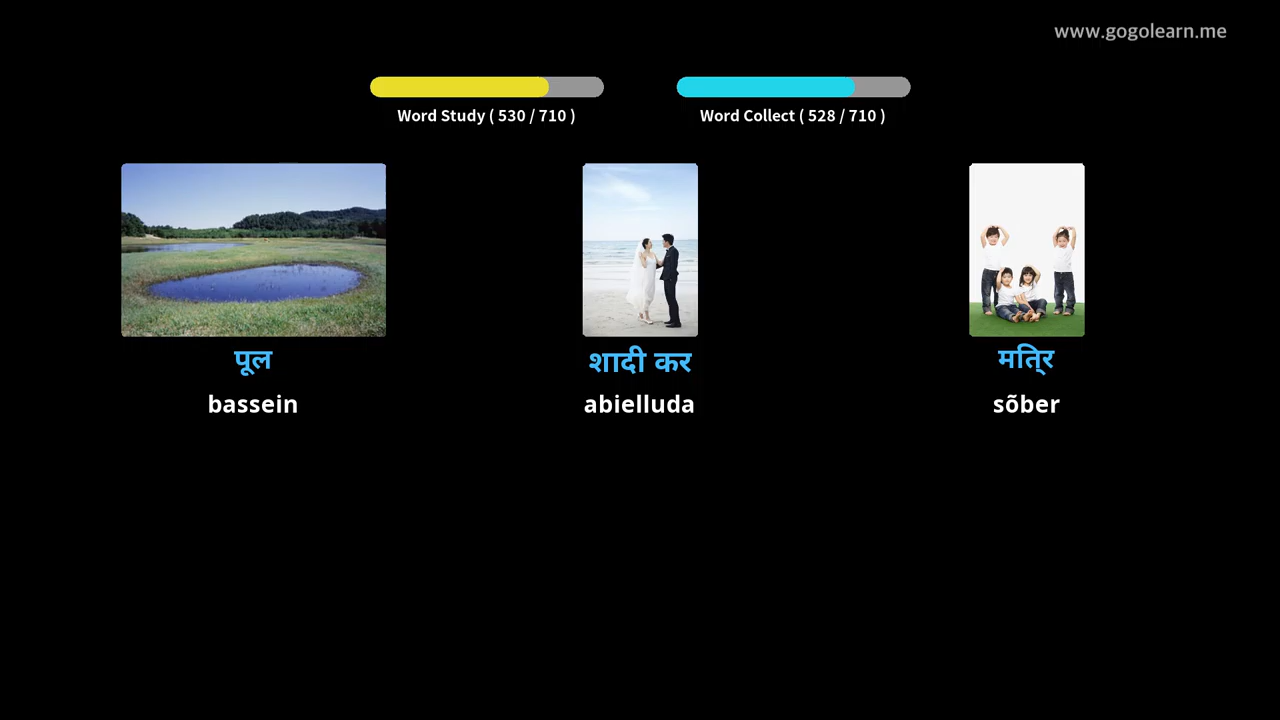 www.gogolearn.me
Word Study ( 530 / 710 )
Word Collect ( 528 / 710 )
पूल
शादी कर
मति्र
bassein
abielluda
sõber